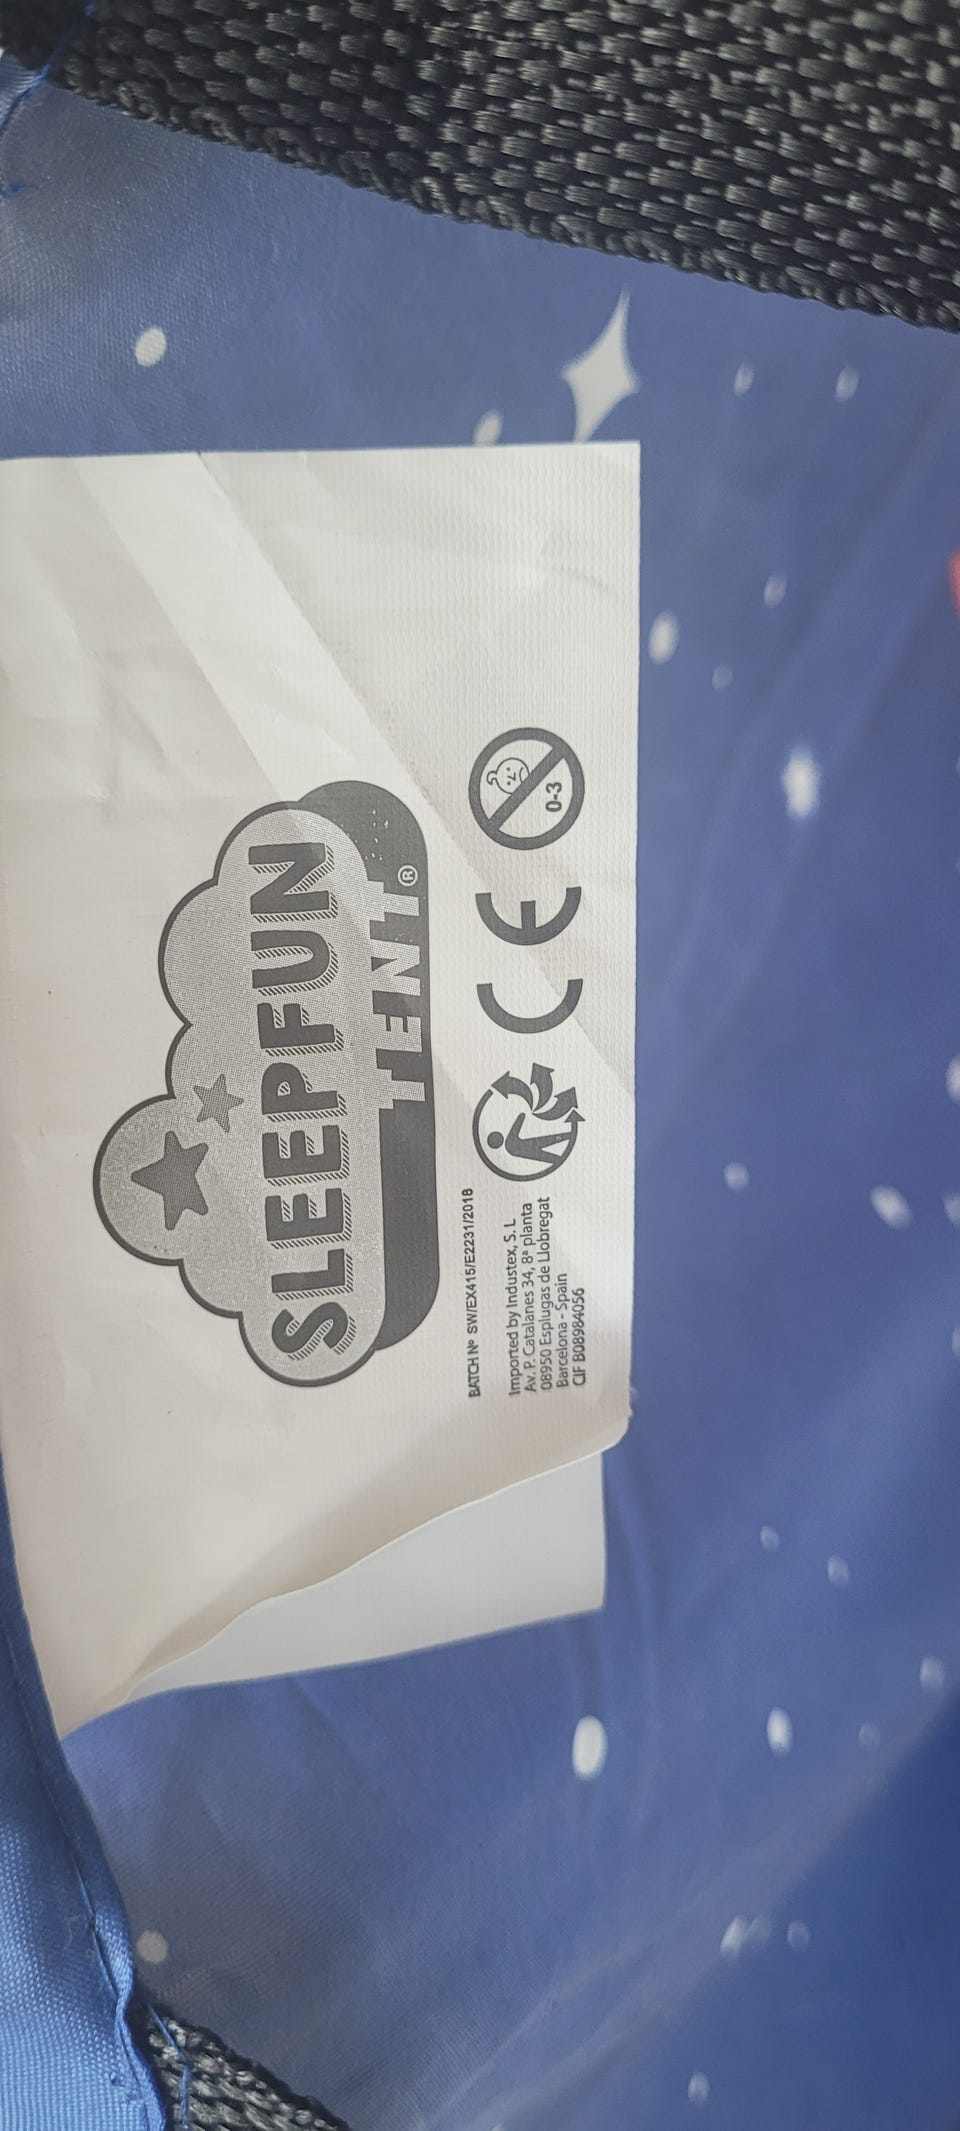 SLEEPFUN
TENT®
BATCH Nº SW/EX415/E2231/2018
Imported by Industex, S.L
Av. P. Catalanes 34, 8ª planta
08950 Esplugas de Llobregat
Barcelona - Spain
CIF B08984056
CE
0-3